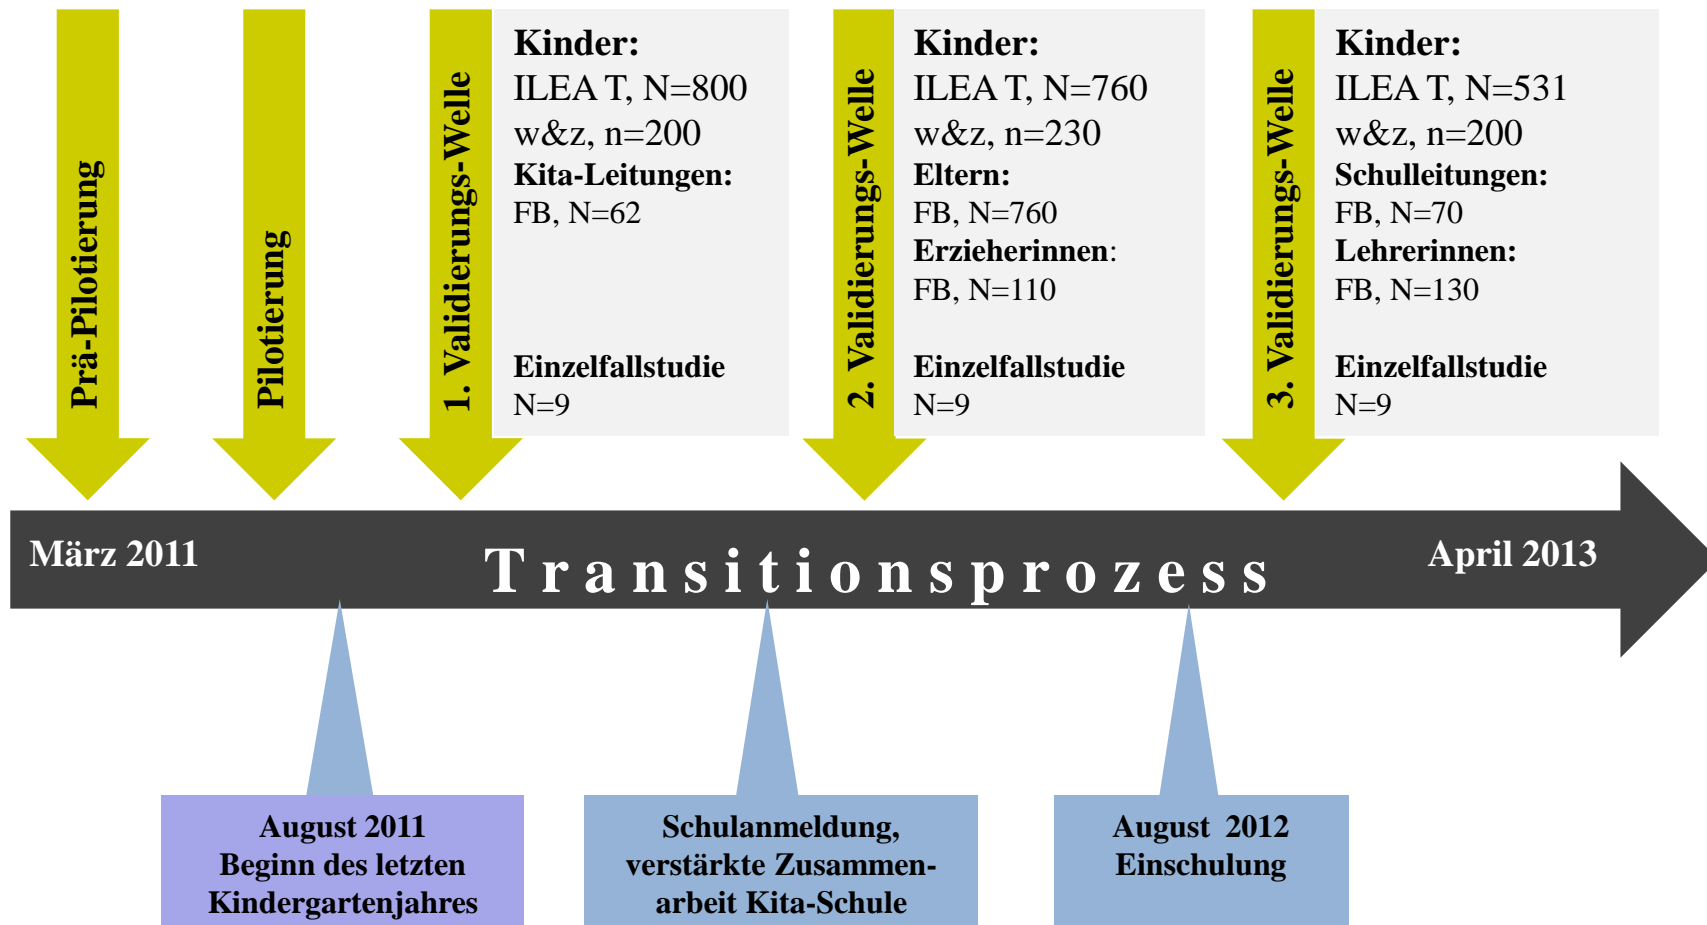 Prä-Pilotierung
Pilotierung
1. Validierungs-Welle
Kinder:
ILEA T, N=800
w&z, n=200
Kita-Leitungen:
FB, N=62
Einzelfallstudie
N=9
2. Validierungs-Welle
Kinder:
ILEA T, N=760
w&z, n=230
Eltern:
FB, N=760
Erzieherinnen:
FB, N=110
Einzelfallstudie
N=9
3. Validierungs-Welle
Kinder:
ILEA T, N=531
w&z, n=200
Schulleitungen:
FB, N=70
Lehrerinnen:
FB, N=130
Einzelfallstudie
N=9
März 2011
Transitionsprozess
April 2013
August 2011
Beginn des letzten
Kindergartenjahres
Schulanmeldung,
verstärkte Zusammen-
arbeit Kita-Schule
August 2012
Einschulung